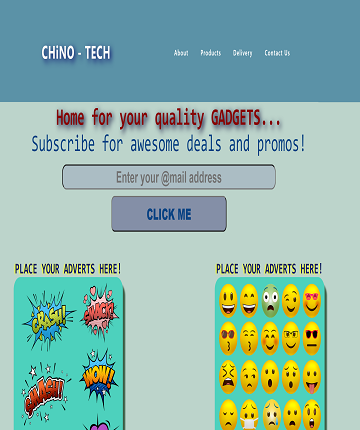 CHiNO - TECH
About Products Delivery Contact Us
Home for your quality GADGETS...
Subscribe for awesome deals and promos!
Enter your @mail address
CLICK ME
PLACE YOUR ADVERTS HERE! PLACE YOUR ADVERTS HERE!
CRASH!
SMACK!
SMASH!!
WOW!